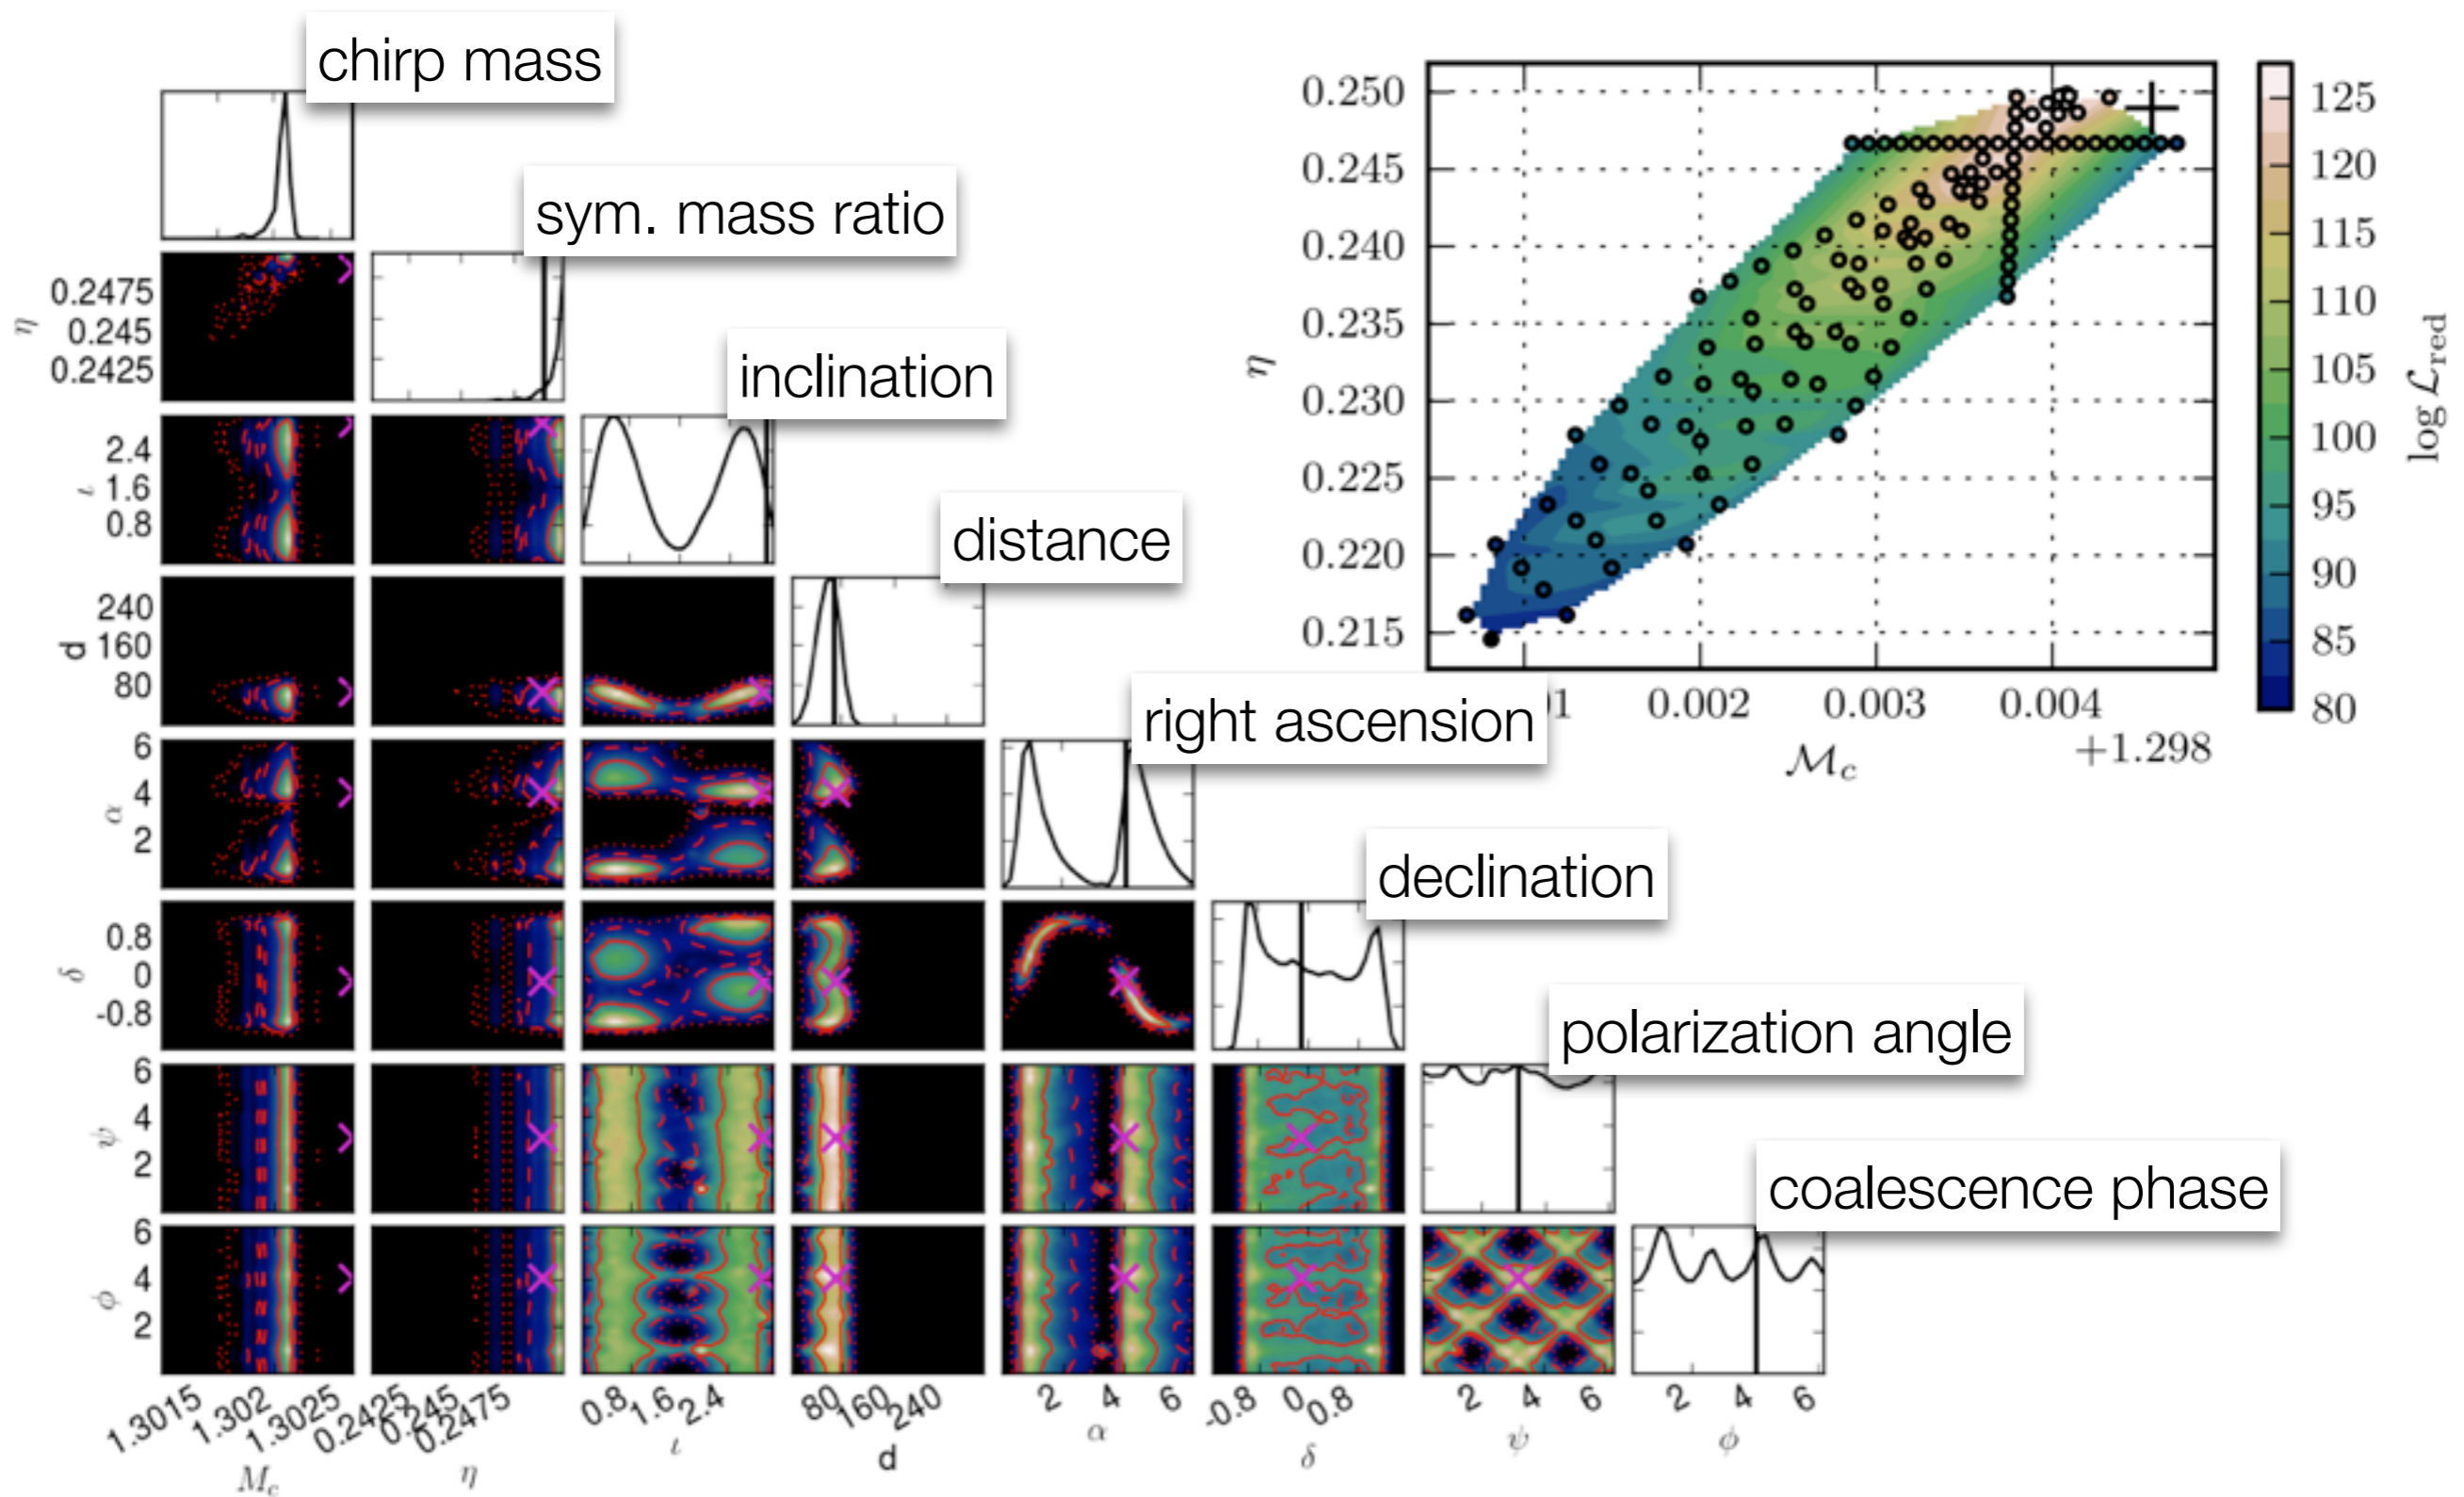 chirp mass
sym. mass ratio
inclination
distance
right ascension
declination
polarization angle
coalescence phase
0.250
0.245
0.240
0.235
0.230
0.225
0.220
0.215
η
01 0.002 0.003 0.004
+1.298
ℳc
125
120
115
110
105
100
95
90
85
80
log ℒred
0.2475
0.245
0.2425
η
2.4
1.6
0.8
ι
240
160
80
d
6
4
2
α
0.8
0
-0.8
δ
6
4
2
ψ
6
4
2
ϕ
1.3015 1.302 1.3025
Mc
0.2425 0.245 0.2475
η
0.8 1.6 2.4
ι
80 160 240
d
2 4 6
α
-0.8 0 0.8
δ
2 4 6
ψ
2 4 6
ϕ